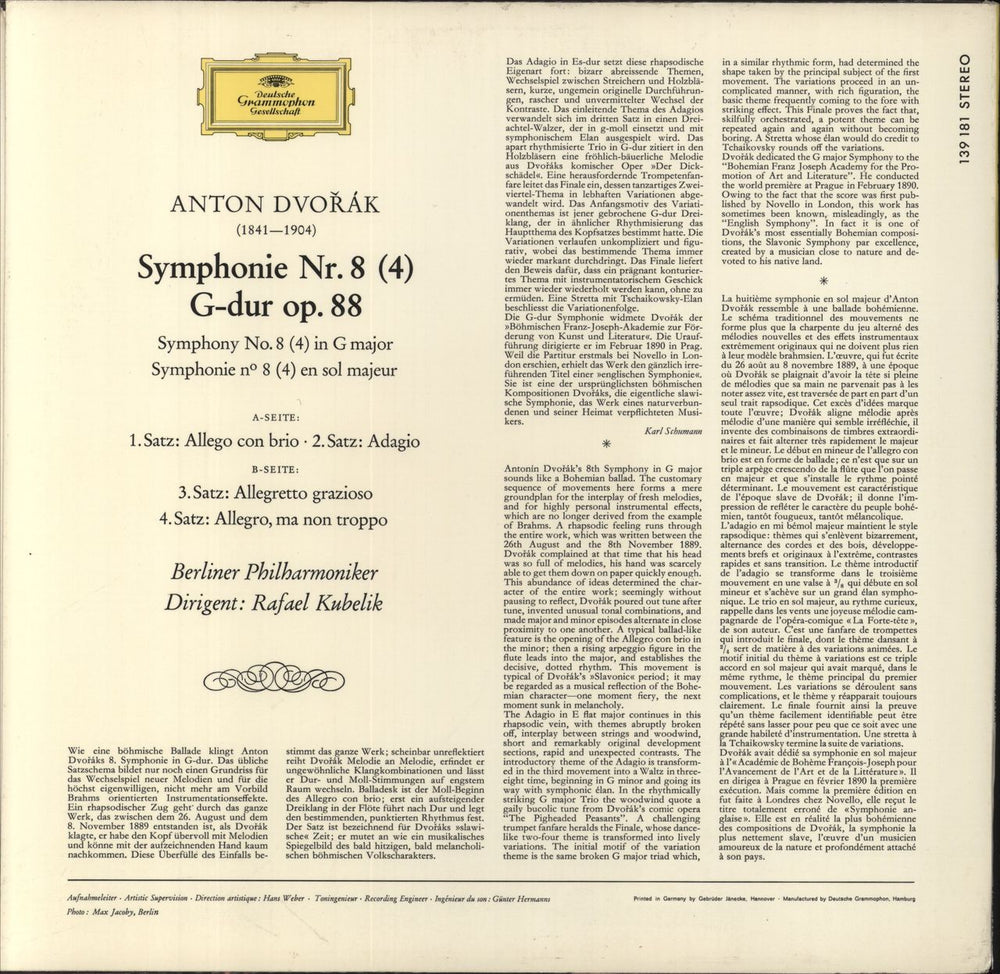 Deutsche
Grammophon
Gesellschaft
ANTON DVOŘÁK
(1841—1904)
Symphonie Nr. 8 (4)
G-dur op. 88
Symphony No. 8 (4) in G major
Symphonie nº 8 (4) en sol majeur
A-SEITE:
1. Satz: Allego con brio · 2. Satz: Adagio
B-SEITE:
3. Satz: Allegretto grazioso
4. Satz: Allegro, ma non troppo
Berliner Philharmoniker
Dirigent: Rafael Kubelik
Wie eine böhmische Ballade klingt Anton
Dvořáks 8. Symphonie in G-dur. Das übliche
Satzschema bildet nur noch einen Grundriss für
das Wechselspiel neuer Melodien und für die
höchst eigenwilligen, nicht mehr am Vorbild
Brahms orientierten Instrumentationseffekte.
Ein rhapsodischer Zug geht durch das ganze
Werk, das zwischen dem 26. August und dem
8. November 1889 entstanden ist, als Dvořák
klagte, er habe den Kopf übervoll mit Melodien
und könne mit der aufzeichnenden Hand kaum
nachkommen. Diese Überfülle des Einfalls be-
stimmt das ganze Werk; scheinbar unreflektiert
reiht Dvořák Melodie an Melodie, erfindet er
ungewöhnliche Klangkombinationen und lässt
er Dur- und Moll-Stimmungen auf engstem
Raum wechseln. Balladesk ist der Moll-Beginn
des Allegro con brio; erst ein aufsteigender
Dreiklang in der Flöte führt nach Dur und legt
den bestimmenden, punktierten Rhythmus fest.
Der Satz ist bezeichnend für Dvořáks »slawi-
sche« Zeit; er mutet an wie ein musikalisches
Spiegelbild des bald hitzigen, bald melancholi-
schen böhmischen Volkscharakters.
Das Adagio in Es-dur setzt diese rhapsodische
Eigenart fort: bizarr abreissende Themen,
Wechselspiel zwischen Streichern und Holzblä-
sern, kurze, ungemein originelle Durchführun-
gen, rascher und unvermittelter Wechsel der
Kontraste. Das einleitende Thema des Adagios
verwandelt sich im dritten Satz in einen Drei-
achtel-Walzer, der in g-moll einsetzt und mit
symphonischem Elan ausgespielt wird. Das
apart rhythmisierte Trio in G-dur zitiert in den
Holzbläsern eine fröhlich-bäuerliche Melodie
aus Dvořáks komischer Oper »Der Dick-
schädel«. Eine herausfordernde Trompetenfan-
fare leitet das Finale ein, dessen tanzartiges Zwei-
viertel-Thema in lebhaften Variationen abge-
wandelt wird. Das Anfangsmotiv des Variati-
onenthemas ist jener gebrochene G-dur Drei-
klang, der in ähnlicher Rhythmisierung das
Hauptthema des Kopfsatzes bestimmt hatte. Die
Variationen verlaufen unkompliziert und figu-
rativ, wobei das bestimmende Thema immer
wieder markant durchdringt. Das Finale liefert
den Beweis dafür, dass ein prägnant konturier-
tes Thema mit instrumentatorischem Geschick
immer wieder wiederholt werden kann, ohne zu
ermüden. Eine Stretta mit Tschaikowsky-Elan
beschliesst die Variationenfolge.
Die G-dur Symphonie widmete Dvořák der
»Böhmischen Franz-Joseph-Akademie zur För-
derung von Kunst und Literatur«. Die Urauf-
führung dirigierte er im Februar 1890 in Prag.
Weil die Partitur erstmals bei Novello in Lon-
don erschien, erhielt das Werk den gänzlich irre-
führenden Titel einer »englischen Symphonie«.
Sie ist eine der ursprünglichsten böhmischen
Kompositionen Dvořáks, die eigentliche slawi-
sche Symphonie, das Werk eines naturverbun-
denen und seiner Heimat verpflichteten Musi-
kers.
Karl Schumann
*
Antonín Dvořák's 8th Symphony in G major
sounds like a Bohemian ballad. The customary
sequence of movements here forms a mere
groundplan for the interplay of fresh melodies,
and for highly personal instrumental effects,
which are no longer derived from the example
of Brahms. A rhapsodic feeling runs through
the entire work, which was written between the
26th August and the 8th November 1889.
Dvořák complained at that time that his head
was so full of melodies, his hand was scarcely
able to get them down on paper quickly enough.
This abundance of ideas determined the char-
acter of the entire work; seemingly without
pausing to reflect, Dvořák poured out tune after
tune, invented unusual tonal combinations, and
made major and minor episodes alternate in close
proximity to one another. A typical ballad-like
feature is the opening of the Allegro con brio in
the minor; then a rising arpeggio figure in the
flute leads into the major, and establishes the
decisive, dotted rhythm. This movement is
typical of Dvořák's »Slavonic« period; it may
be regarded as a musical reflection of the Bohe-
mian character—one moment fiery, the next
moment sunk in melancholy.
The Adagio in E flat major continues in this
rhapsodic vein, with themes abruptly broken
off, interplay between strings and woodwind,
short and remarkably original development
sections, rapid and unexpected contrasts. The
introductory theme of the Adagio is transform-
ed in the third movement into a Waltz in three-
eight time, beginning in G minor and going its
way with symphonic élan. In the rhythmically
striking G major Trio the woodwind quote a
gaily bucolic tune from Dvořák's comic opera
"The Pigheaded Peasants". A challenging
trumpet fanfare heralds the Finale, whose dance-
like two-four theme is transformed into lively
variations. The initial motif of the variation
theme is the same broken G major triad which,
in a similar rhythmic form, had determined the
shape taken by the principal subject of the first
movement. The variations proceed in an un-
complicated manner, with rich figuration, the
basic theme frequently coming to the fore with
striking effect. This Finale proves the fact that,
skilfully orchestrated, a potent theme can be
repeated again and again without becoming
boring. A Stretta whose élan would do credit to
Tchaikovsky rounds off the variations.
Dvořák dedicated the G major Symphony to the
"Bohemian Franz Joseph Academy for the Pro-
motion of Art and Literature". He conducted
the world première at Prague in February 1890.
Owing to the fact that the score was first pub-
lished by Novello in London, this work has
sometimes been known, misleadingly, as the
"English Symphony". In fact it is one of
Dvořák's most essentially Bohemian composi-
tions, the Slavonic Symphony par excellence,
created by a musician close to nature and de-
voted to his native land.
*
La huitième symphonie en sol majeur d'Anton
Dvořák ressemble à une ballade bohémienne.
Le schéma traditionnel des mouvements ne
forme plus que la charpente du jeu alterné des
mélodies nouvelles et des effets instrumentaux
extrêmement originaux qui ne doivent plus rien
à leur modèle brahmsien. L'œuvre, qui fut écrite
du 26 août au 8 novembre 1889, à une époque
où Dvořák se plaignait d'avoir la tête si pleine
de mélodies que sa main ne parvenait pas à les
noter assez vite, est traversée de part en part d'un
seul trait rapsodique. Cet excès d'idées marque
toute l'œuvre; Dvořák aligne mélodie après
mélodie d'une manière qui semble irréfléchie, il
invente des combinaisons de timbres extraordi-
naires et fait alterner très rapidement le majeur
et le mineur. Le début en mineur de l'allegro con
brio est en forme de ballade; ce n'est que sur un
triple arpège crescendo de la flûte que l'on passe
en majeur et que s'installe le rythme pointé
déterminant. Le mouvement est caractéristique
de l'époque slave de Dvořák; il donne l'im-
pression de refléter le caractère du peuple bohé-
mien, tantôt fougueux, tantôt mélancolique.
L'adagio en mi bémol majeur maintient le style
rapsodique: thèmes qui s'enlèvent bizarrement,
alternance des cordes et des bois, développe-
ments brefs et originaux à l'extrême, contrastes
rapides et sans transition. Le thème introductif
de l'adagio se transforme dans le troisième
mouvement en une valse à ³/₈ qui débute en sol
mineur et s'achève sur un grand élan sympho-
nique. Le trio en sol majeur, au rythme curieux,
rappelle dans les vents une joyeuse mélodie cam-
pagnarde de l'opéra-comique «La Forte-tête»,
de son auteur. C'est une fanfare de trompettes
qui introduit le finale, dont le thème dansant à
²/₄ sert de matière à des variations animées. Le
motif initial du thème à variations est ce triple
accord en sol majeur qui avait marqué, dans le
même rythme, le thème principal du premier
mouvement. Les variations se déroulent sans
complications, et le thème y réapparait toujours
clairement. Le finale fournit ainsi la preuve
qu'un thème facilement identifiable peut être
répété sans lasser pour peu que ce soit avec une
grande habileté d'instrumentation. Une stretta à
la Tchaikowsky termine la suite de variations.
Dvořák avait dédié sa symphonie en sol majeur
à l'«Académie de Bohème François-Joseph pour
l'Avancement de l'Art et de la Littérature». Il
en dirigea à Prague en février 1890 la première
exécution. Mais comme la première édition en
fut faite à Londres chez Novello, elle reçut le
titre totalement erroné de «Symphonie an-
glaise». Elle est en réalité la plus bohémienne
des compositions de Dvořák, la symphonie la
plus nettement slave, l'œuvre d'un musicien
amoureux de la nature et profondément attaché
à son pays.
139 181 STEREO
Aufnahmeleiter · Artistic Supervision · Direction artistique: Hans Weber · Toningenieur · Recording Engineer · Ingénieur du son: Günter Hermanns
Photo: Max Jacoby, Berlin
Printed in Germany by Gebrüder Jänecke, Hannover · Manufactured by Deutsche Grammophon, Hamburg